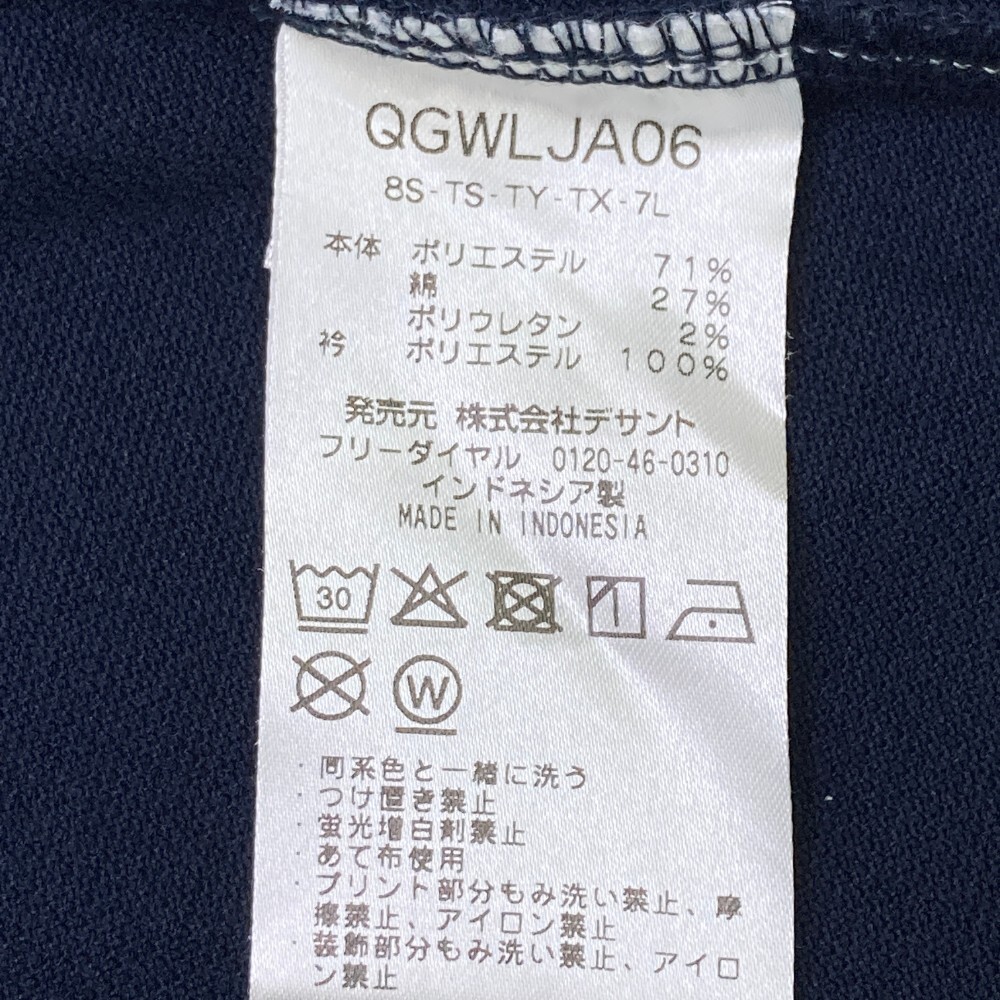 QGWLJA06
8S-TS-TY-TX-7L
本体 ポリエステル 71%
綿 27%
ポリウレタン 2%
衿 ポリエステル 100%
発売元 株式会社デサント
フリーダイヤル 0120-46-0310
インドネシア製
MADE IN INDONESIA
30
W
・同系色と一緒に洗う
・つけ置き禁止
・蛍光増白剤禁止
・あて布使用
・プリント部分もみ洗い禁止、摩
擦禁止、アイロン禁止
・装飾部分もみ洗い禁止、アイロ
ン禁止